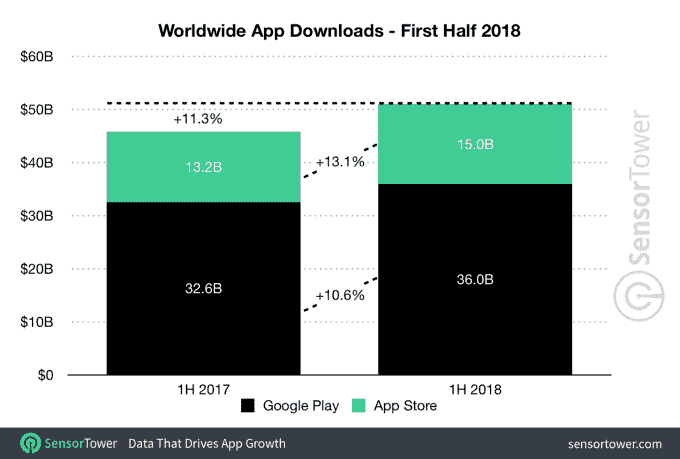 Worldwide App Downloads - First Half 2018
$60B
$50B
$40B
$30B
$20B
$10B
$0
+11.3%
13.2B
+13.1%
15.0B
32.6B
+10.6%
36.0B
1H 2017
1H 2018
Google Play
App Store
SensorTower
SensorTower
Data That Drives App Growth
sensortower.com